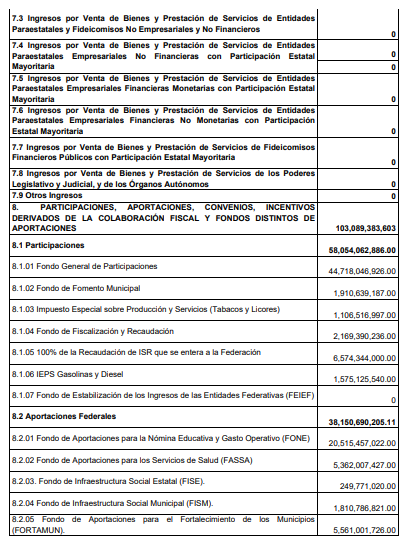 7.3 Ingresos por Venta de Bienes y Prestación de Servicios de Entidades
Paraestatales y Fideicomisos No Empresariales y No Financieros
0
7.4 Ingresos por Venta de Bienes y Prestación de Servicios de Entidades
Paraestatales Empresariales No Financieras con Participación Estatal
Mayoritaria
0
0
7.5 Ingresos por Venta de Bienes y Prestación de Servicios de Entidades
Paraestatales Empresariales Financieras Monetarias con Participación Estatal
Mayoritaria
0
7.6 Ingresos por Venta de Bienes y Prestación de Servicios de Entidades
Paraestatales Empresariales Financieras No Monetarias con Participación
Estatal Mayoritaria
0
7.7 Ingresos por Venta de Bienes y Prestación de Servicios de Fideicomisos
Financieros Públicos con Participación Estatal Mayoritaria
0
7.8 Ingresos por Venta de Bienes y Prestación de Servicios de los Poderes
Legislativo y Judicial, y de los Órganos Autónomos
0
7.9 Otros Ingresos 0
8. PARTICIPACIONES, APORTACIONES, CONVENIOS, INCENTIVOS
DERIVADOS DE LA COLABORACIÓN FISCAL Y FONDOS DISTINTOS DE
APORTACIONES 103,089,383,603
8.1 Participaciones 58,054,062,886.00
8.1.01 Fondo General de Participaciones 44,718,046,926.00
8.1.02 Fondo de Fomento Municipal 1,910,639,187.00
8.1.03 Impuesto Especial sobre Producción y Servicios (Tabacos y Licores) 1,106,516,997.00
8.1.04 Fondo de Fiscalización y Recaudación 2,169,390,236.00
8.1.05 100% de la Recaudación de ISR que se entera a la Federación 6,574,344,000.00
8.1.06 IEPS Gasolinas y Diesel 1,575,125,540.00
8.1.07 Fondo de Estabilización de los Ingresos de las Entidades Federativas (FEIEF) 0
8.2 Aportaciones Federales 38,150,690,205.11
8.2.01 Fondo de Aportaciones para la Nómina Educativa y Gasto Operativo (FONE) 20,515,457,022.00
8.2.02 Fondo de Aportaciones para los Servicios de Salud (FASSA) 5,362,007,427.00
8.2.03. Fondo de Infraestructura Social Estatal (FISE). 249,771,020.00
8.2.04 Fondo de Infraestructura Social Municipal (FISM). 1,810,786,821.00
8.2.05 Fondo de Aportaciones para el Fortalecimiento de los Municipios
(FORTAMUN). 5,561,001,726.00